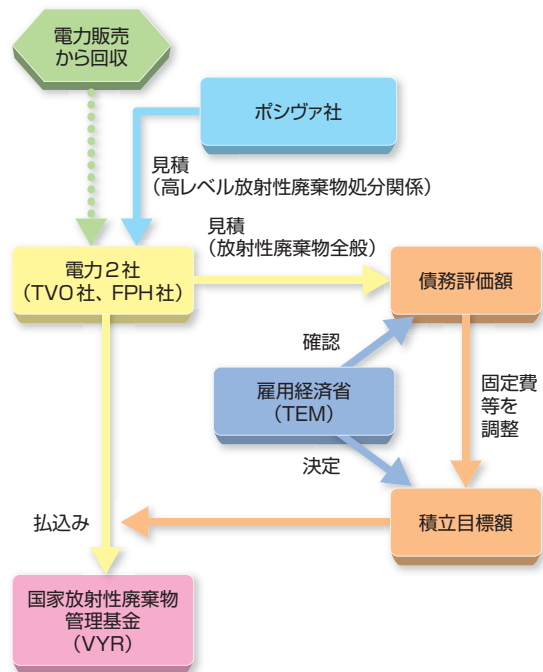 電力販売
から回収
ポシヴァ社
見積
（高レベル放射性廃棄物処分関係）
見積
（放射性廃棄物全般）
電力２社
（TVO社、FPH社）
債務評価額
確認
雇用経済省
（TEM）
固定費
等を
調整
決定
払込み
積立目標額
国家放射性廃棄物
管理基金
（VYR）